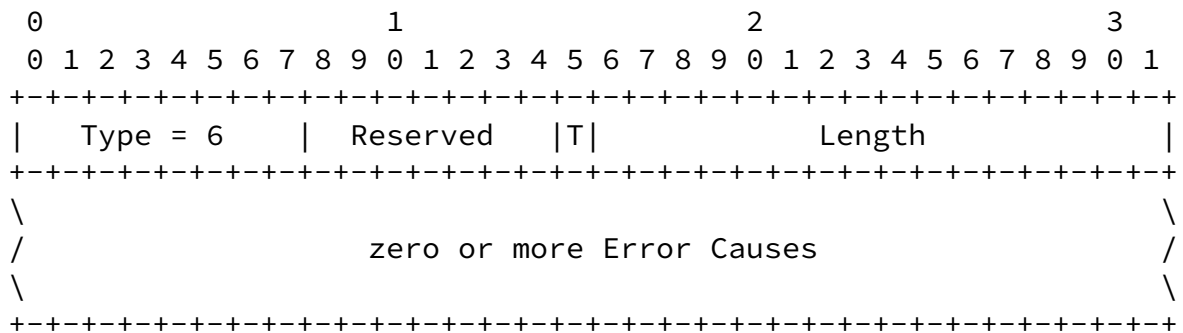 0                   1                   2                   3
 0 1 2 3 4 5 6 7 8 9 0 1 2 3 4 5 6 7 8 9 0 1 2 3 4 5 6 7 8 9 0 1
+-+-+-+-+-+-+-+-+-+-+-+-+-+-+-+-+-+-+-+-+-+-+-+-+-+-+-+-+-+-+-+-+
|   Type = 6    |  Reserved   |T|            Length             |
+-+-+-+-+-+-+-+-+-+-+-+-+-+-+-+-+-+-+-+-+-+-+-+-+-+-+-+-+-+-+-+-+
\                                                               \
/                   zero or more Error Causes                   /
\                                                               \
+-+-+-+-+-+-+-+-+-+-+-+-+-+-+-+-+-+-+-+-+-+-+-+-+-+-+-+-+-+-+-+-+